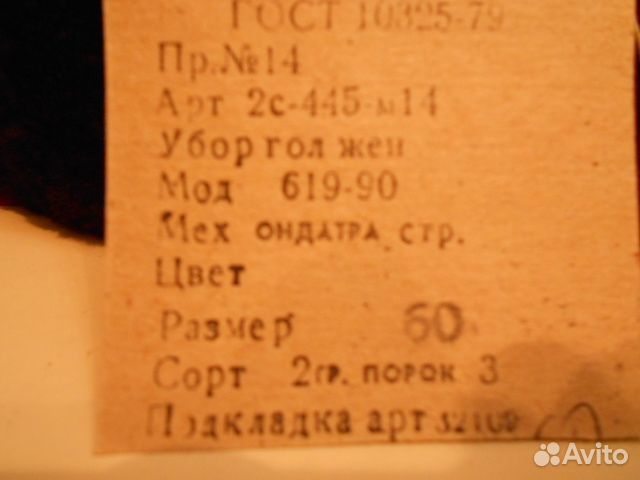 ГОСТ 10325-79
Пр.№14
Арт 2с-445-м14
Убор гол жен
Мод 619-90
Мех ОНДАТРА стр.
Цвет
Размер 60
Сорт 2гр. порок 3
Подкладка арт 32109
Avito